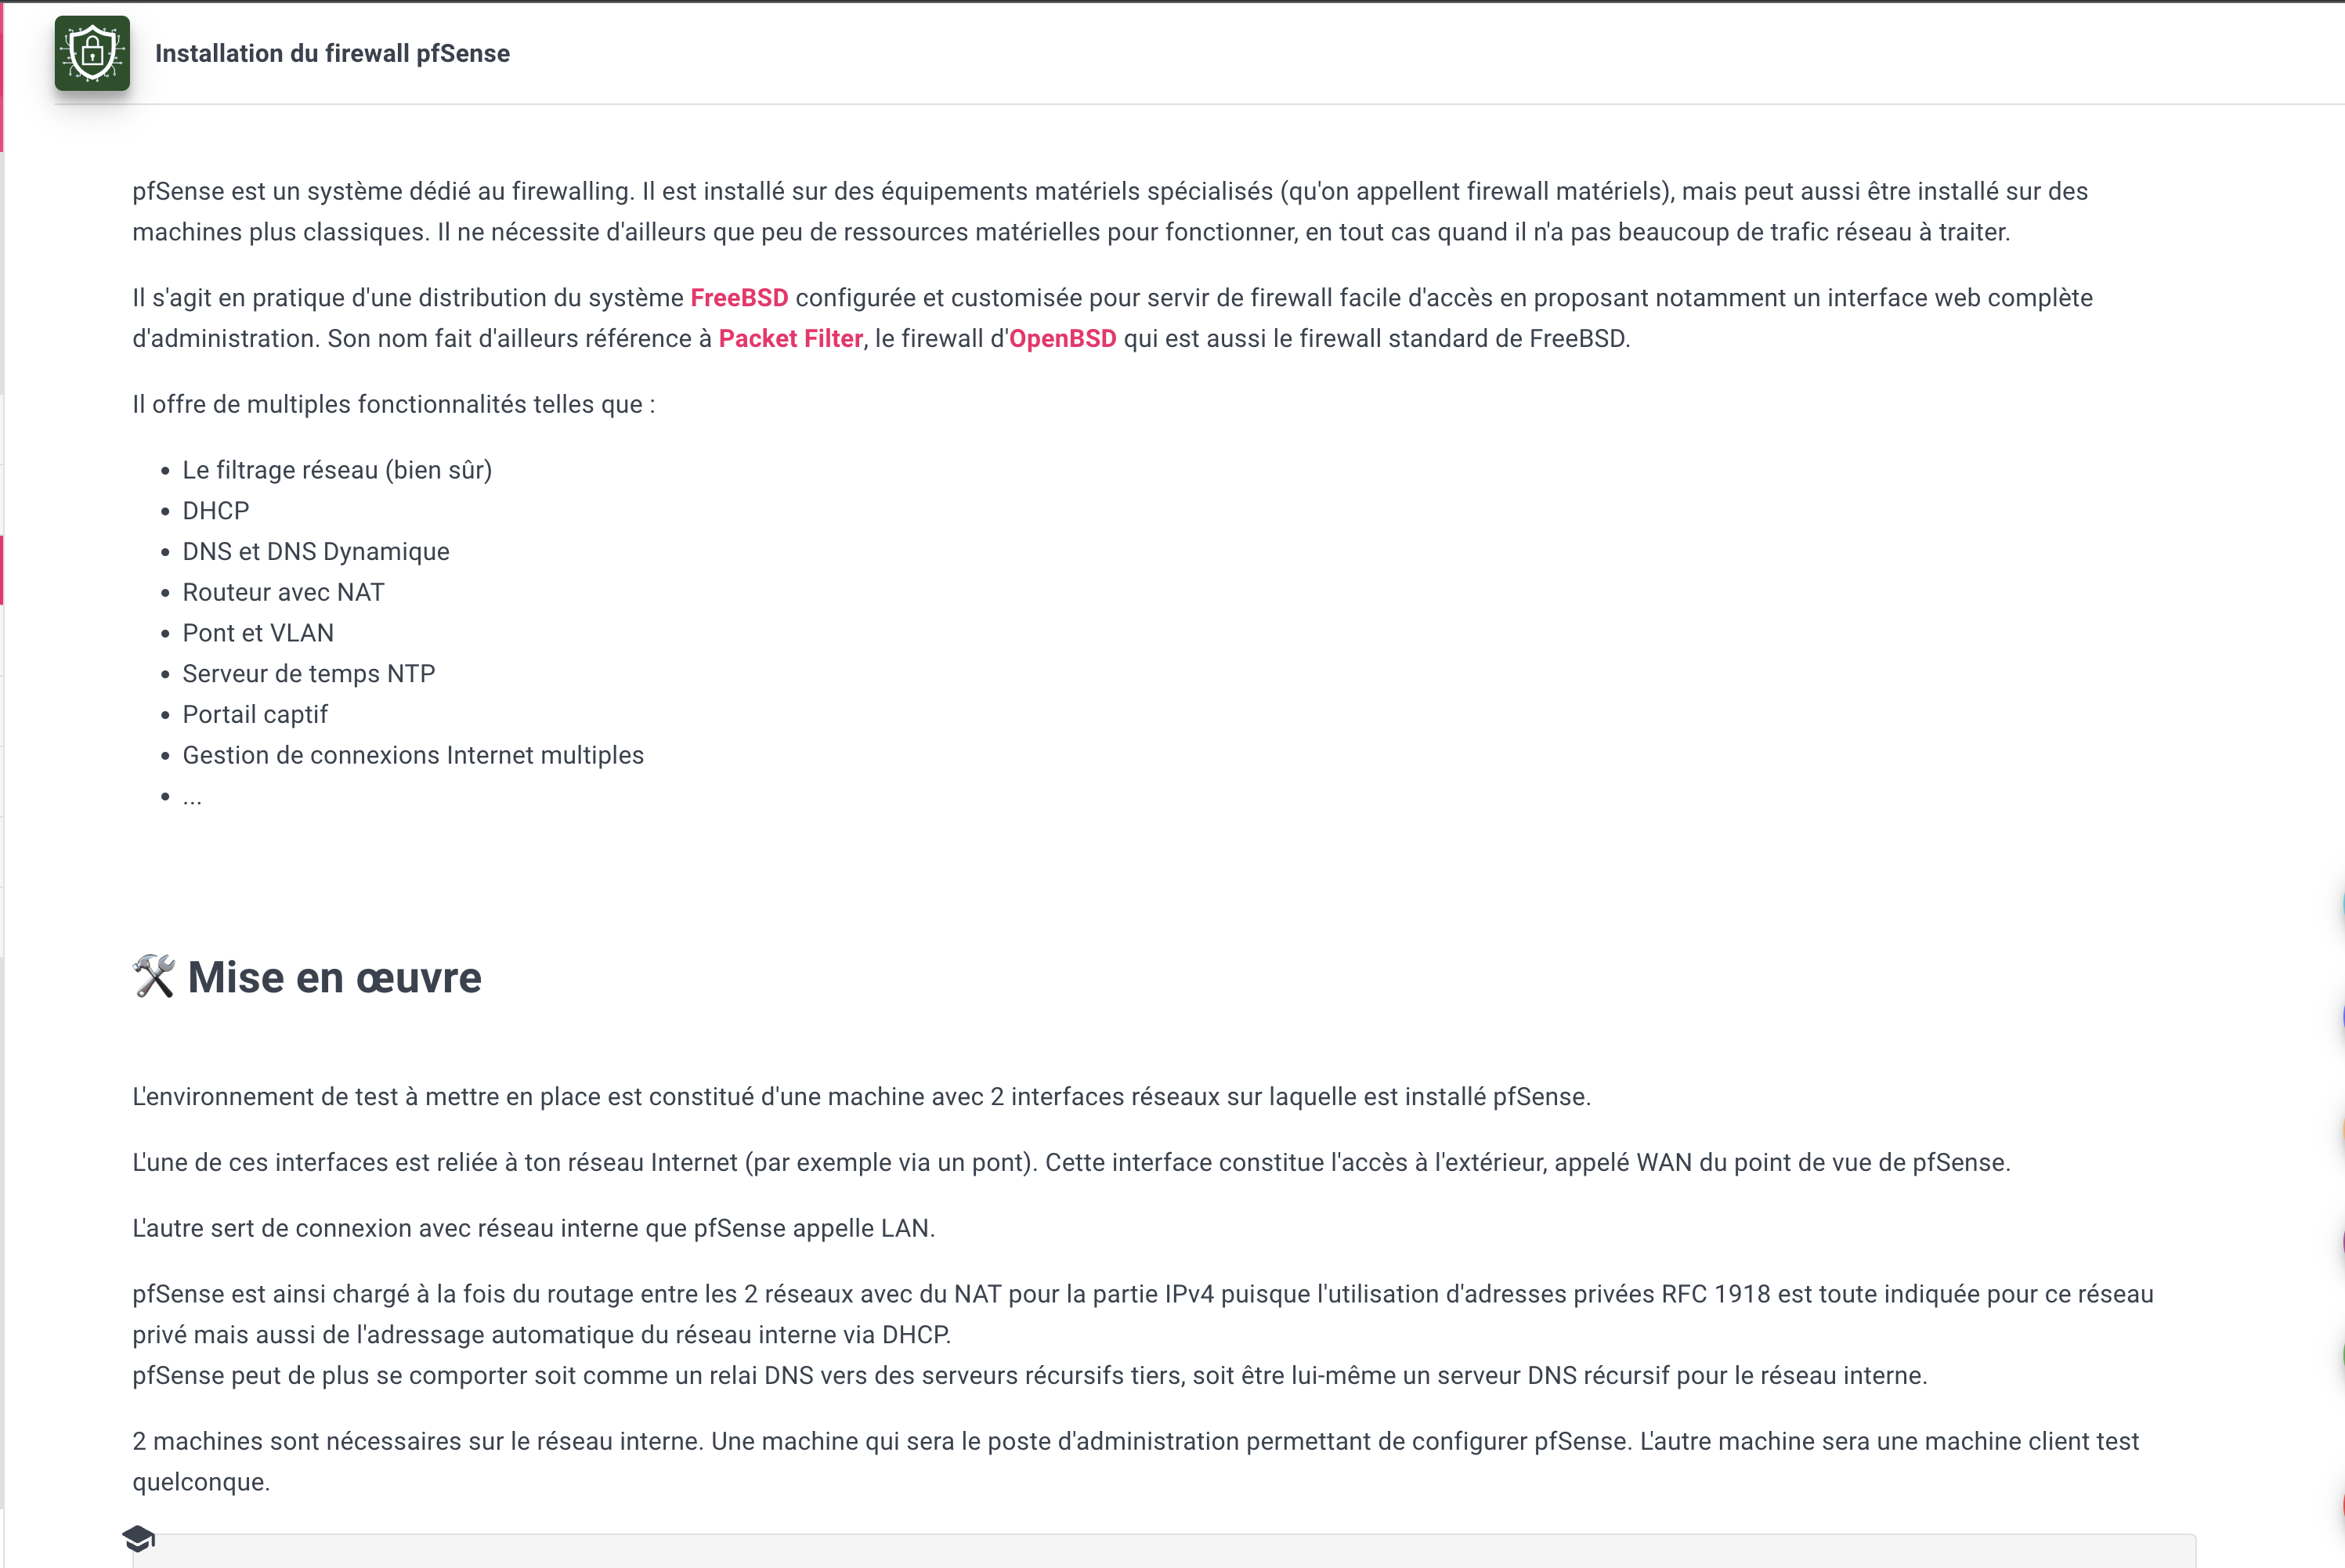 Installation du firewall pfSense
pfSense est un système dédié au firewalling. Il est installé sur des équipements matériels spécialisés (qu'on appellent firewall matériels), mais peut aussi être installé sur des
machines plus classiques. Il ne nécessite d'ailleurs que peu de ressources matérielles pour fonctionner, en tout cas quand il n'a pas beaucoup de trafic réseau à traiter.
Il s'agit en pratique d'une distribution du système FreeBSD configurée et customisée pour servir de firewall facile d'accès en proposant notamment un interface web complète
d'administration. Son nom fait d'ailleurs référence à Packet Filter, le firewall d'OpenBSD qui est aussi le firewall standard de FreeBSD.
Il offre de multiples fonctionnalités telles que :
• Le filtrage réseau (bien sûr)
• DHCP
• DNS et DNS Dynamique
• Routeur avec NAT
• Pont et VLAN
• Serveur de temps NTP
• Portail captif
• Gestion de connexions Internet multiples
• ...
🛠 Mise en œuvre
L'environnement de test à mettre en place est constitué d'une machine avec 2 interfaces réseaux sur laquelle est installé pfSense.
L'une de ces interfaces est reliée à ton réseau Internet (par exemple via un pont). Cette interface constitue l'accès à l'extérieur, appelé WAN du point de vue de pfSense.
L'autre sert de connexion avec réseau interne que pfSense appelle LAN.
pfSense est ainsi chargé à la fois du routage entre les 2 réseaux avec du NAT pour la partie IPv4 puisque l'utilisation d'adresses privées RFC 1918 est toute indiquée pour ce réseau
privé mais aussi de l'adressage automatique du réseau interne via DHCP.
pfSense peut de plus se comporter soit comme un relai DNS vers des serveurs récursifs tiers, soit être lui-même un serveur DNS récursif pour le réseau interne.
2 machines sont nécessaires sur le réseau interne. Une machine qui sera le poste d'administration permettant de configurer pfSense. L'autre machine sera une machine client test
quelconque.